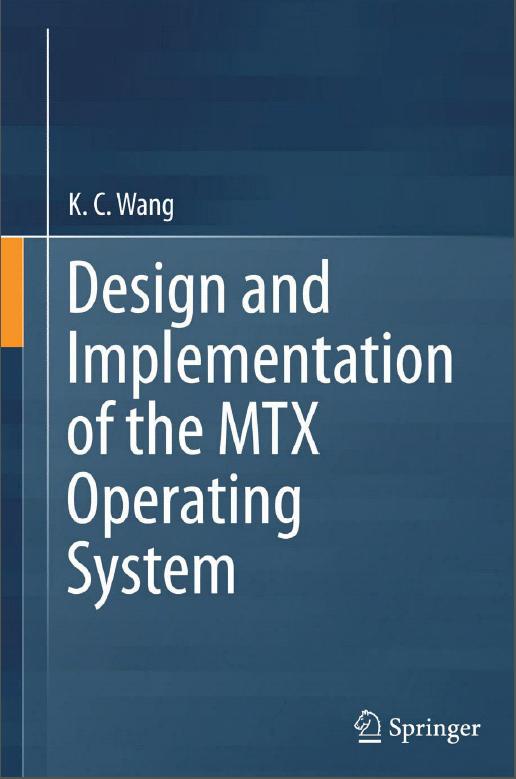 K. C. Wang
Design and
Implementation
of the MTX
Operating
System
Springer